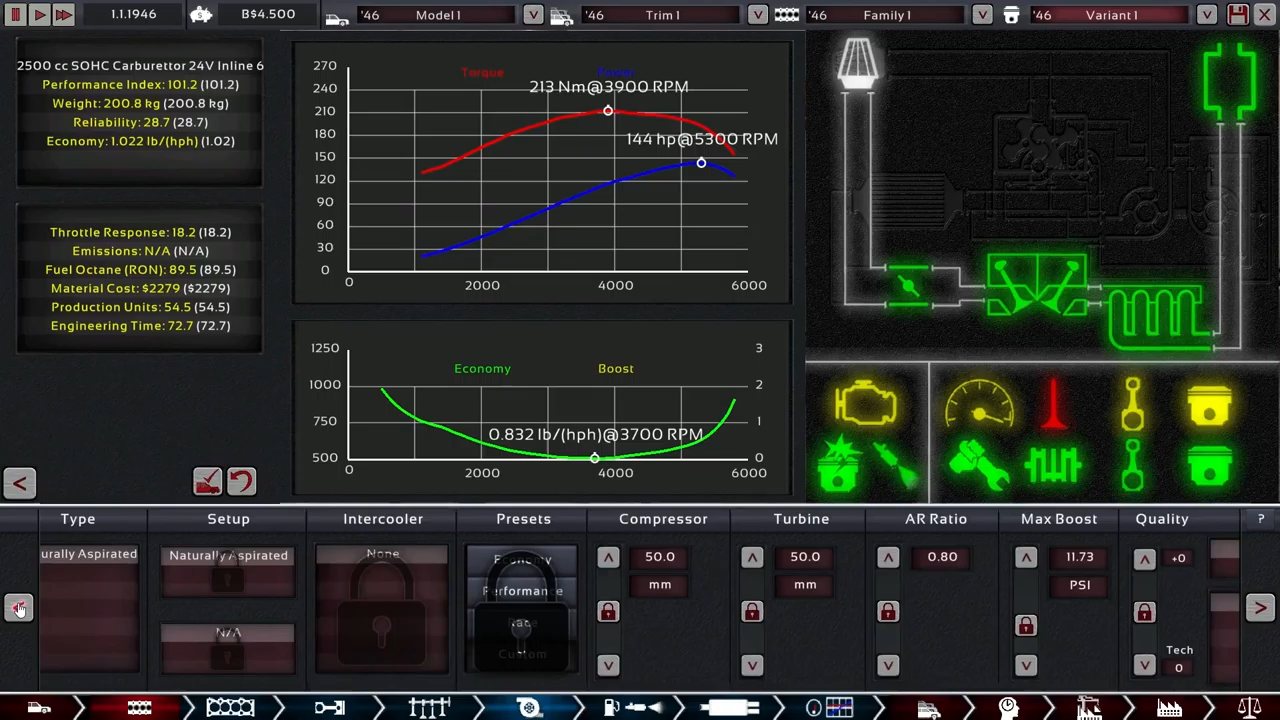 1.1.1946
B$4.500
'46
Model 1
'46
Trim 1
'46
Family 1
'46
Variant 1
2500 cc SOHC Carburettor 24V Inline 6
Performance Index: 101.2 (101.2)
Weight: 200.8 kg (200.8 kg)
Reliability: 28.7 (28.7)
Economy: 1.022 lb/(hph) (1.02)
Throttle Response: 18.2 (18.2)
Emissions: N/A (N/A)
Fuel Octane (RON): 89.5 (89.5)
Material Cost: $2279 ($2279)
Production Units: 54.5 (54.5)
Engineering Time: 72.7 (72.7)
270
240
210
180
150
120
90
60
30
0
Torque
Power
213 Nm@3900 RPM
144 hp@5300 RPM
2000
4000
6000
1250
1000
750
500
Economy
Boost
3
2
1
0
0.832 lb/(hph)@3700 RPM
0
2000
4000
6000
Type
Setup
Intercooler
Presets
Compressor
Turbine
AR Ratio
Max Boost
Quality
?
urally Aspirated
Naturally Aspirated
N/A
None
Economy
Performance
Race
Custom
50.0
mm
50.0
mm
0.80
11.73
PSI
+0
Tech
0